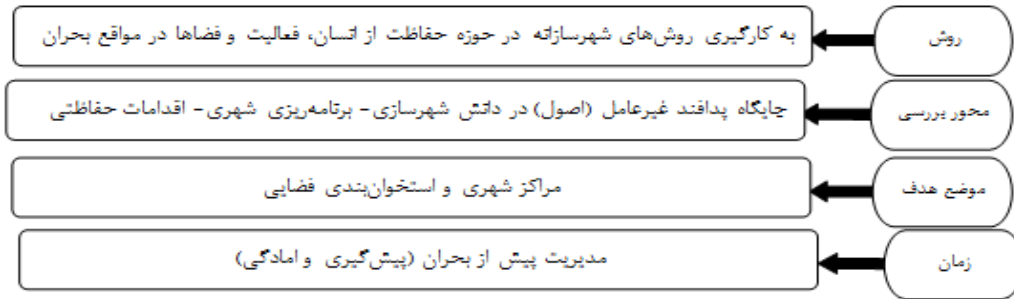 روش
به کارگیری روش‌های شهرسازانه در حوزه حفاظت از انسان، فعالیت و فضاها در مواقع بحران
محور بررسی
جایگاه پدافند غیرعامل (اصول) در دانش شهرسازی- برنامه‌ریزی شهری- اقدامات حفاظتی
موضع هدف
مراکز شهری و استخوان‌بندی فضایی
زمان
مدیریت پیش از بحران (پیش‌گیری و امادگی)